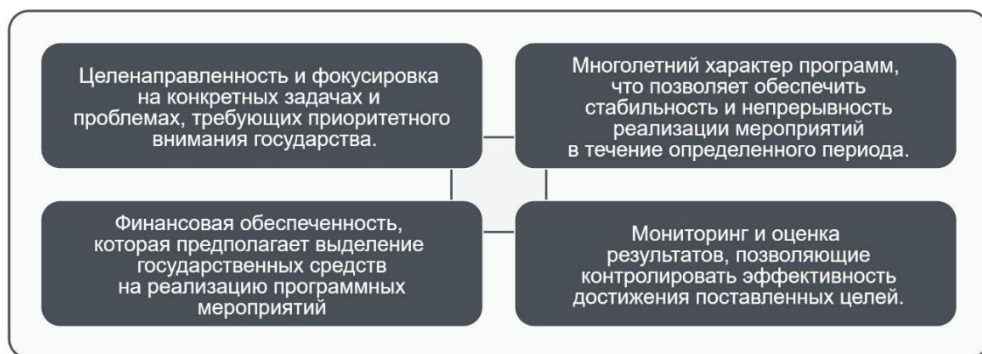 Целенаправленность и фокусировка
на конкретных задачах и
проблемах, требующих приоритетного
внимания государства.
Многолетний характер программ,
что позволяет обеспечить
стабильность и непрерывность
реализации мероприятий
в течение определенного периода.
Финансовая обеспеченность,
которая предполагает выделение
государственных средств
на реализацию программных
мероприятий
Мониторинг и оценка
результатов, позволяющие
контролировать эффективность
достижения поставленных целей.